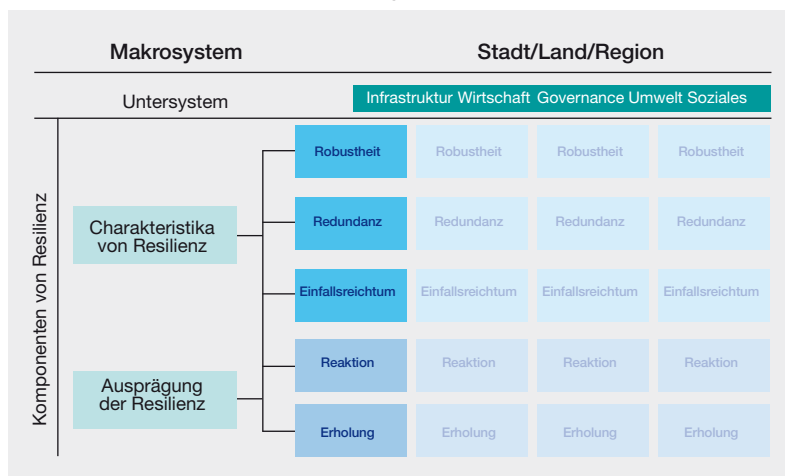 Makrosystem Stadt/Land/Region
Untersystem Infrastruktur Wirtschaft Governance Umwelt Soziales
Komponenten von Resilienz
Charakteristika
von Resilienz
Robustheit Robustheit Robustheit Robustheit
Redundanz Redundanz Redundanz Redundanz
Einfallsreichtum Einfallsreichtum Einfallsreichtum Einfallsreichtum
Ausprägung
der Resilienz
Reaktion Reaktion Reaktion Reaktion
Erholung Erholung Erholung Erholung